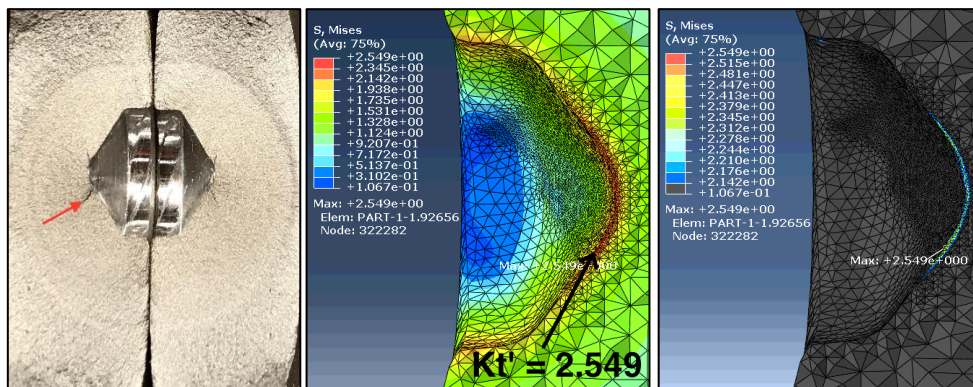 S, Mises
(Avg: 75%)
+2.549e+00
+2.345e+00
+2.142e+00
+1.938e+00
+1.735e+00
+1.531e+00
+1.328e+00
+1.124e+00
+9.207e-01
+7.172e-01
+5.137e-01
+3.102e-01
+1.067e-01
Max: +2.549e+00
Elem: PART-1-1.92656
Node: 322282
Kt' = 2.549
S, Mises
(Avg: 75%)
+2.549e+00
+2.515e+00
+2.481e+00
+2.447e+00
+2.413e+00
+2.379e+00
+2.345e+00
+2.312e+00
+2.278e+00
+2.244e+00
+2.210e+00
+2.176e+00
+2.142e+00
+1.067e-01
Max: +2.549e+00
Elem: PART-1-1.92656
Node: 322282
Max: +2.549e+000